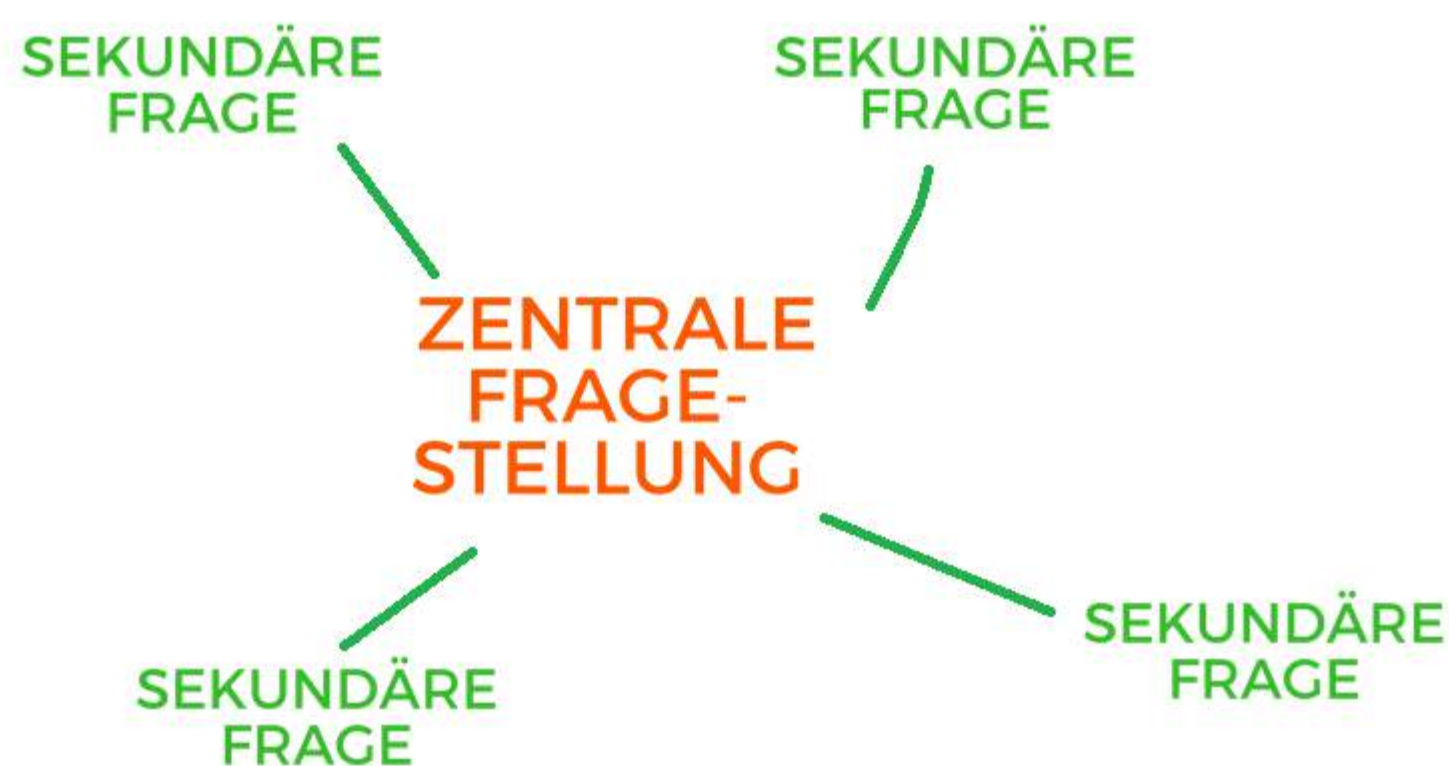 SEKUNDÄRE
FRAGE
SEKUNDÄRE
FRAGE
ZENTRALE
FRAGE-
STELLUNG
SEKUNDÄRE
FRAGE
SEKUNDÄRE
FRAGE